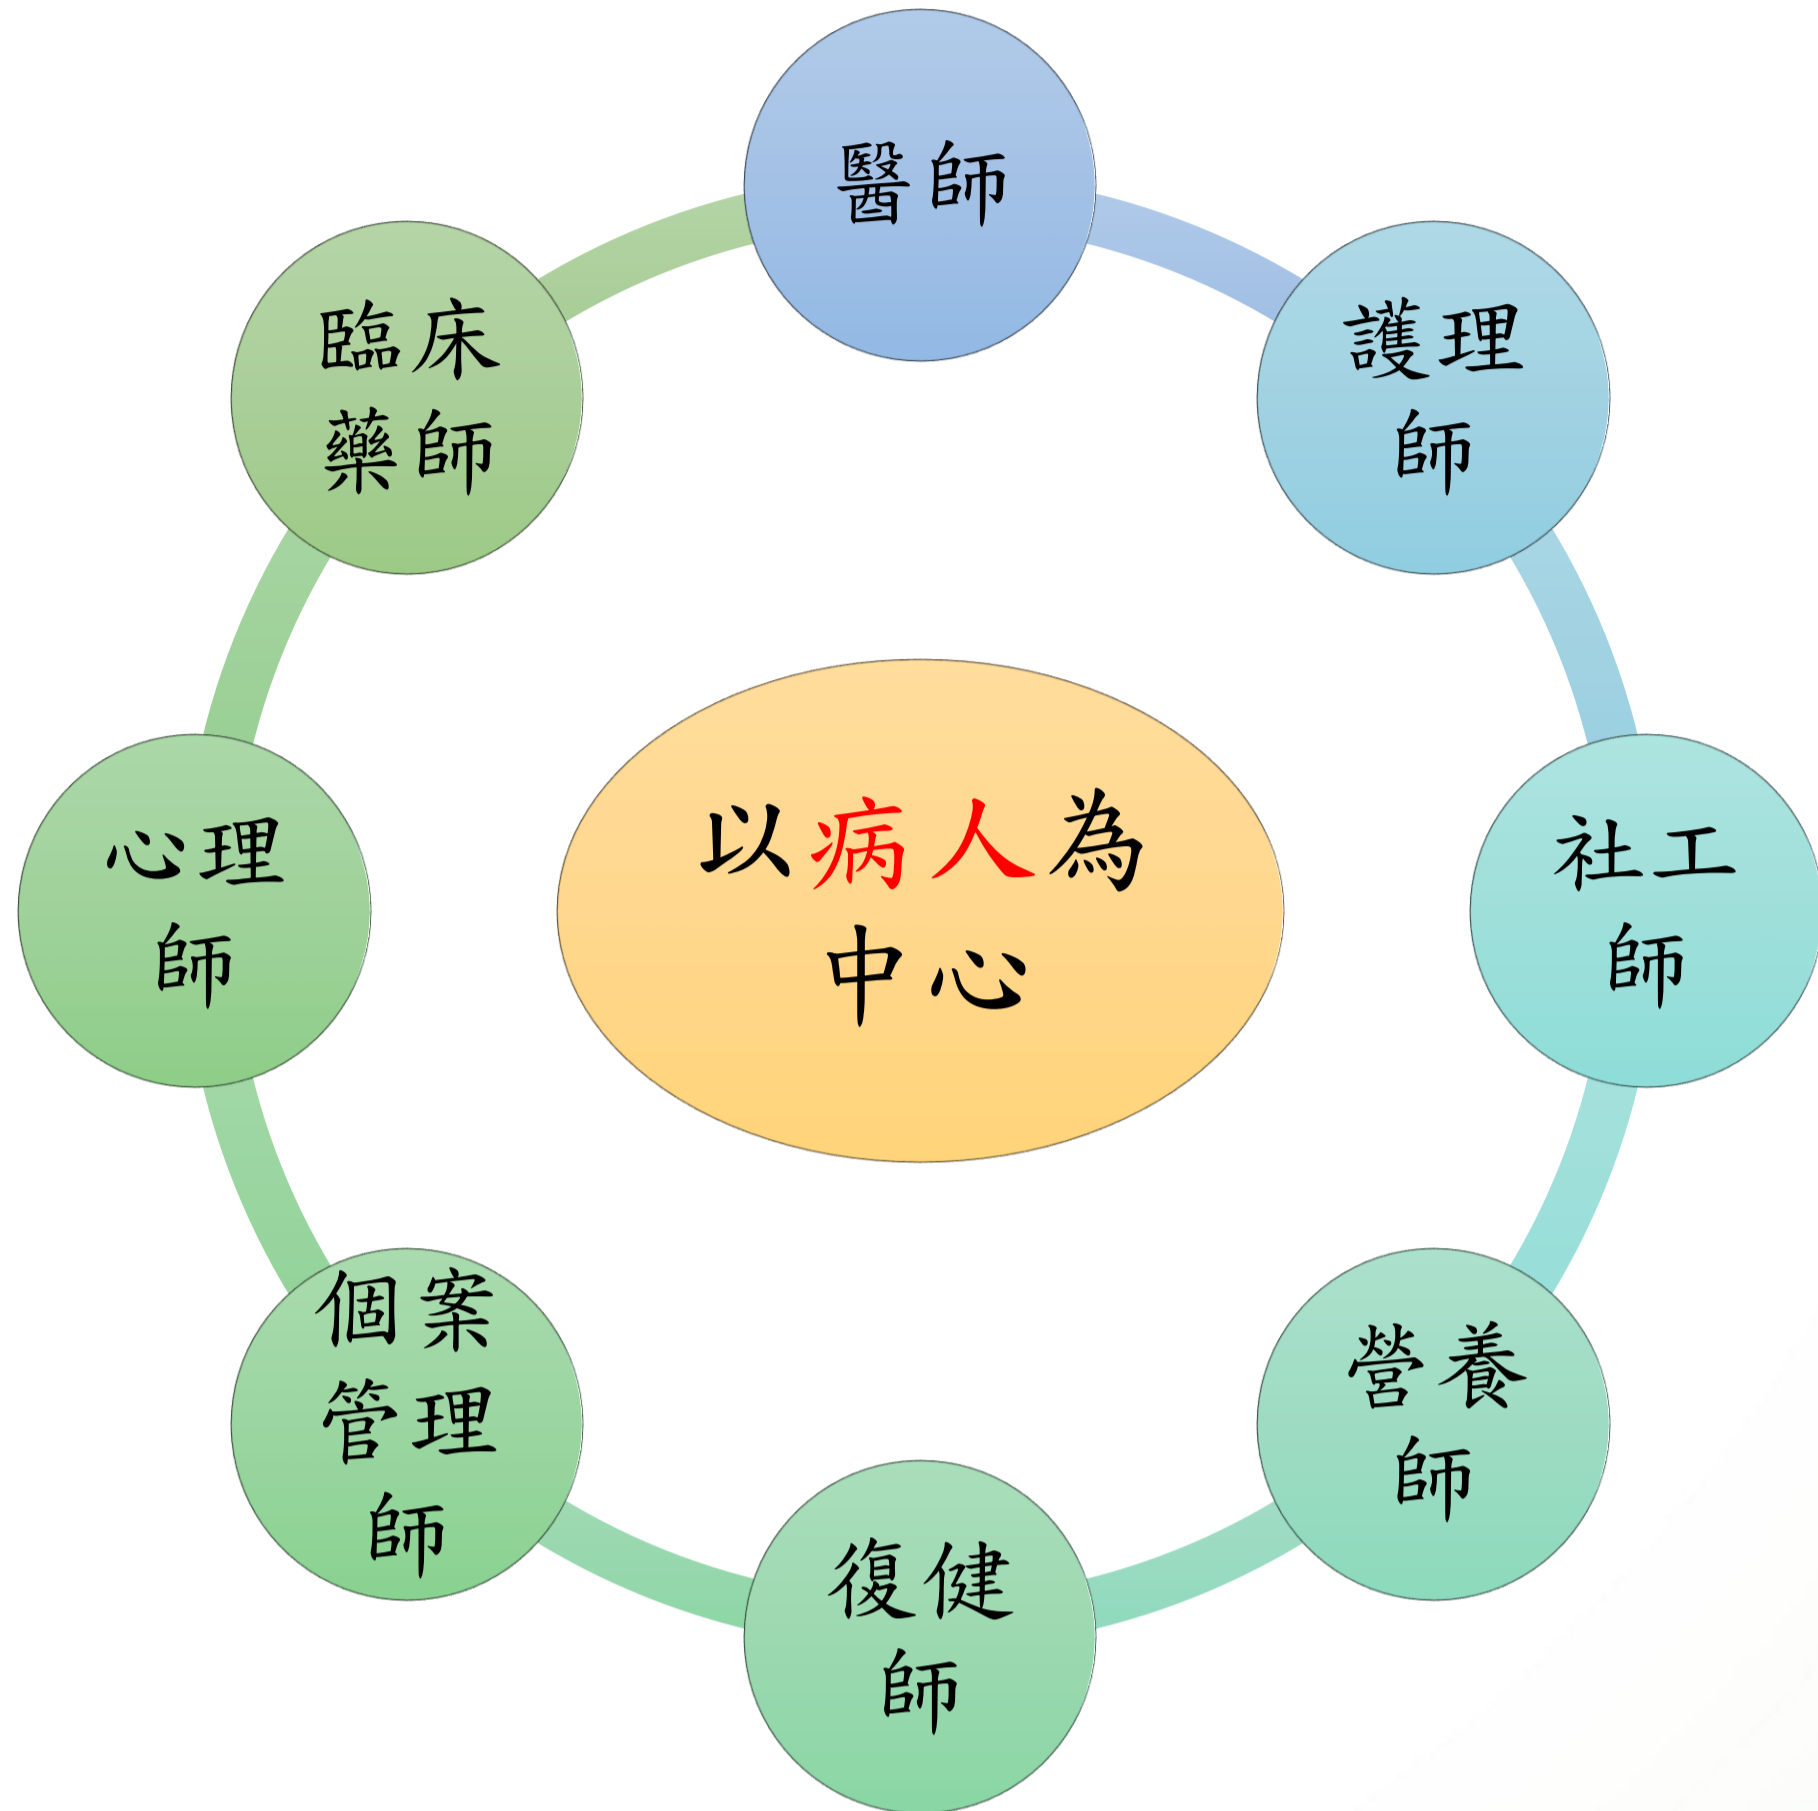 醫師
護理
師
社工
師
營養
師
復健
師
個案
管理
師
心理
師
臨床
藥師
以病人為
中心